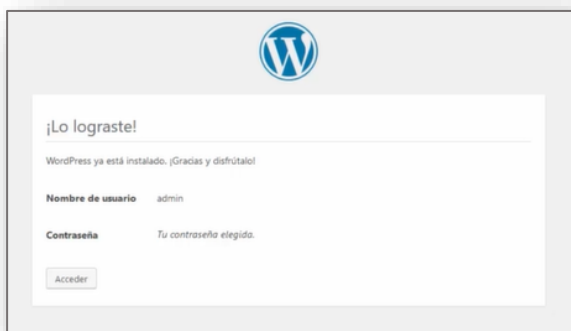 ¡Lo lograste!
WordPress ya está instalado. ¡Gracias y disfrútalo!
Nombre de usuario admin
Contraseña Tu contraseña elegida.
Acceder